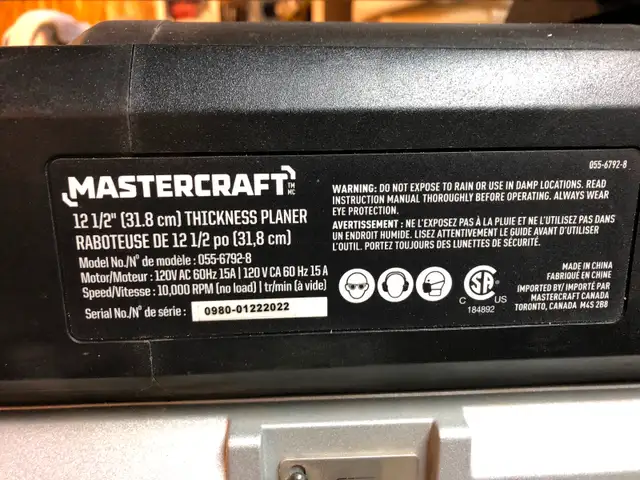 055-6792-8
MASTERCRAFT TM MC
12 1/2" (31.8 cm) THICKNESS PLANER
RABOTEUSE DE 12 1/2 po (31,8 cm)
Model No./N° de modèle : 055-6792-8
Motor/Moteur : 120V AC 60Hz 15A | 120 V CA 60 Hz 15 A
Speed/Vitesse : 10,000 RPM (no load) | tr/min (à vide)
Serial No./N° de série : 0980-01222022
WARNING: DO NOT EXPOSE TO RAIN OR USE IN DAMP LOCATIONS. READ
INSTRUCTION MANUAL THOROUGHLY BEFORE OPERATING. ALWAYS WEAR
EYE PROTECTION.
AVERTISSEMENT : NE L'EXPOSEZ PAS À LA PLUIE ET NE L'UTILISEZ PAS DANS
UN ENDROIT HUMIDE. LISEZ ATTENTIVEMENT LE GUIDE AVANT D'UTILISER
L'OUTIL. PORTEZ TOUJOURS DES LUNETTES DE SÉCURITÉ.
C SA US
184892
MADE IN CHINA
FABRIQUÉ EN CHINE
IMPORTED BY/IMPORTÉ PAR
MASTERCRAFT CANADA
TORONTO, CANADA M4S 2B8